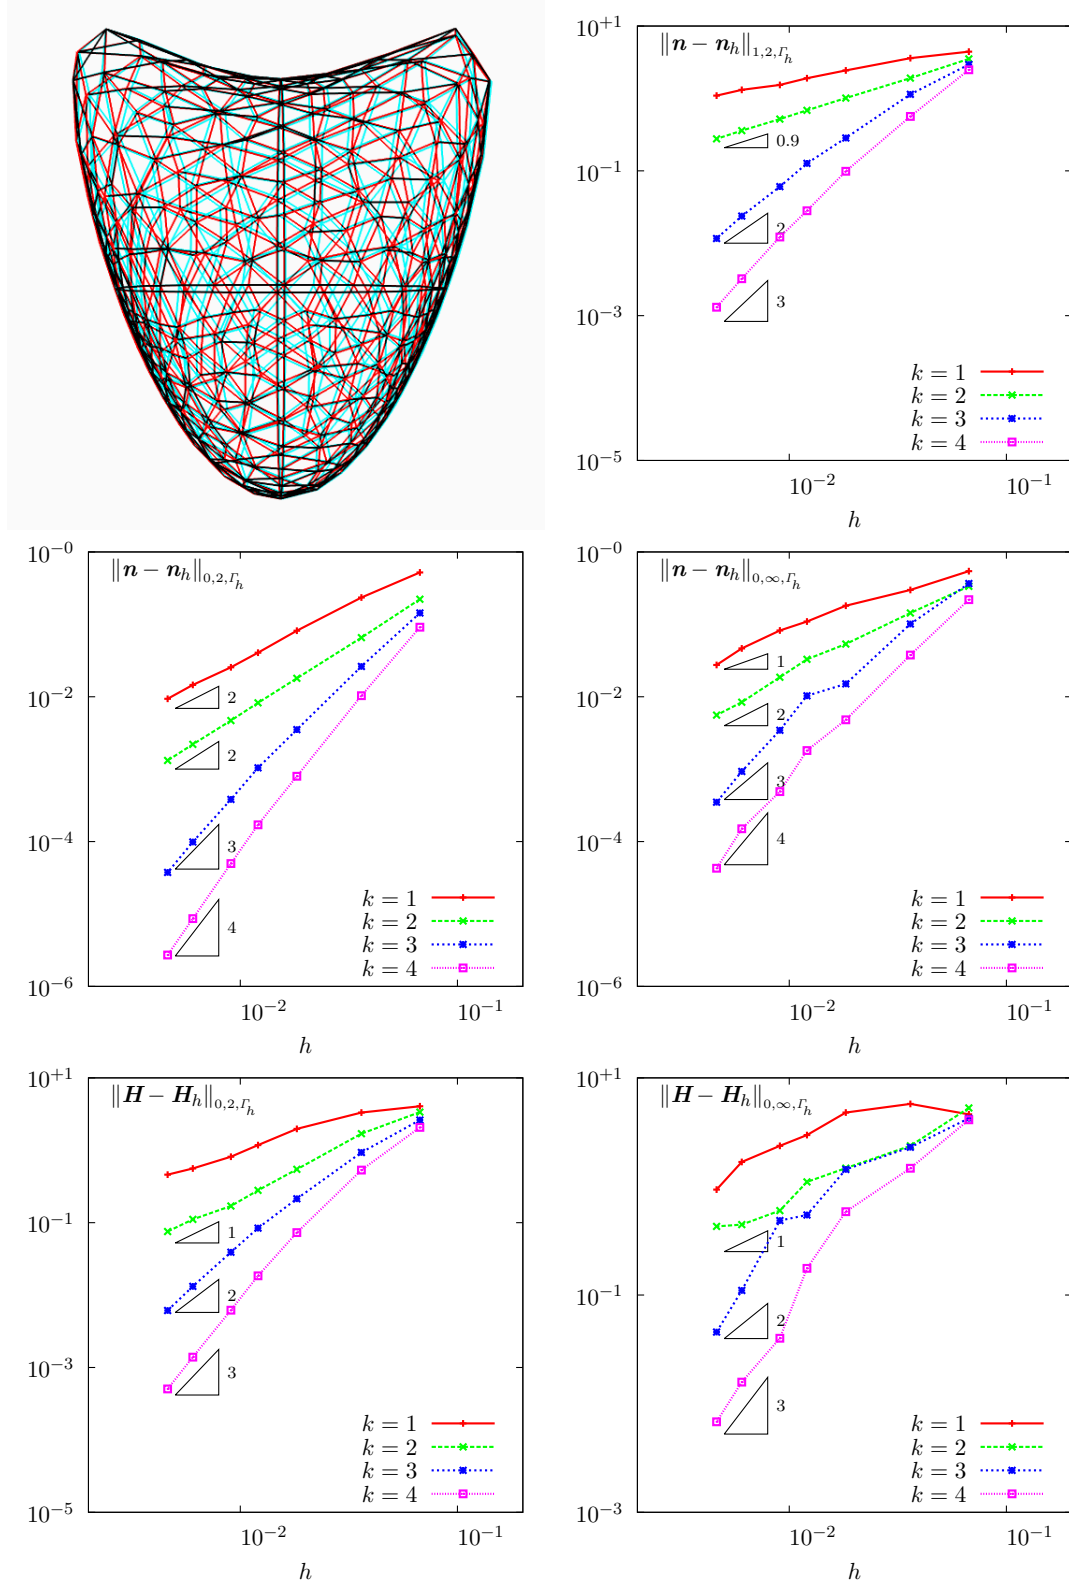 10⁺¹
‖n − n_h‖_{1,2,Γ_h}
10⁻¹
0.9
2
10⁻³
3
k = 1
k = 2
k = 3
k = 4
10⁻⁵
10⁻² 10⁻¹
h
10⁻⁰
‖n − n_h‖_{0,2,Γ_h}
10⁻²
2
2
10⁻⁴
3
4
k = 1
k = 2
k = 3
k = 4
10⁻⁶
10⁻² 10⁻¹
h
10⁻⁰
‖n − n_h‖_{0,∞,Γ_h}
1
10⁻²
2
3
10⁻⁴
4
k = 1
k = 2
k = 3
k = 4
10⁻⁶
10⁻² 10⁻¹
h
10⁺¹
‖H − H_h‖_{0,2,Γ_h}
10⁻¹
1
2
10⁻³
3
k = 1
k = 2
k = 3
k = 4
10⁻⁵
10⁻² 10⁻¹
h
10⁺¹
‖H − H_h‖_{0,∞,Γ_h}
1
10⁻¹
2
3
k = 1
k = 2
k = 3
k = 4
10⁻³
10⁻² 10⁻¹
h